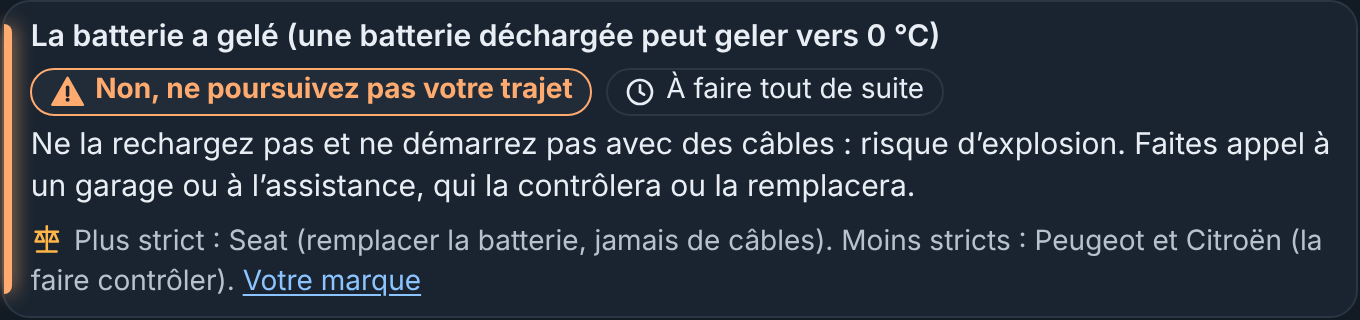 La batterie a gelé (une batterie déchargée peut geler vers 0 °C)
Non, ne poursuivez pas votre trajet
À faire tout de suite
Ne la rechargez pas et ne démarrez pas avec des câbles : risque d’explosion. Faites appel à
un garage ou à l’assistance, qui la contrôlera ou la remplacera.
Plus strict : Seat (remplacer la batterie, jamais de câbles). Moins stricts : Peugeot et Citroën (la
faire contrôler). Votre marque